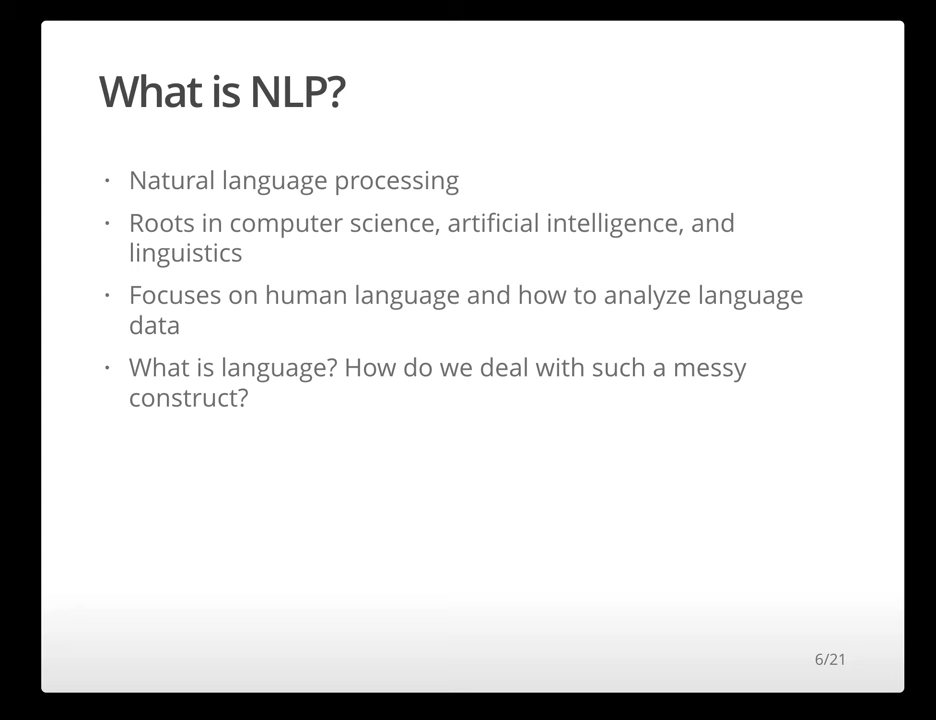 What is NLP?
· Natural language processing
· Roots in computer science, artificial intelligence, and
linguistics
· Focuses on human language and how to analyze language
data
· What is language? How do we deal with such a messy
construct?
6/21